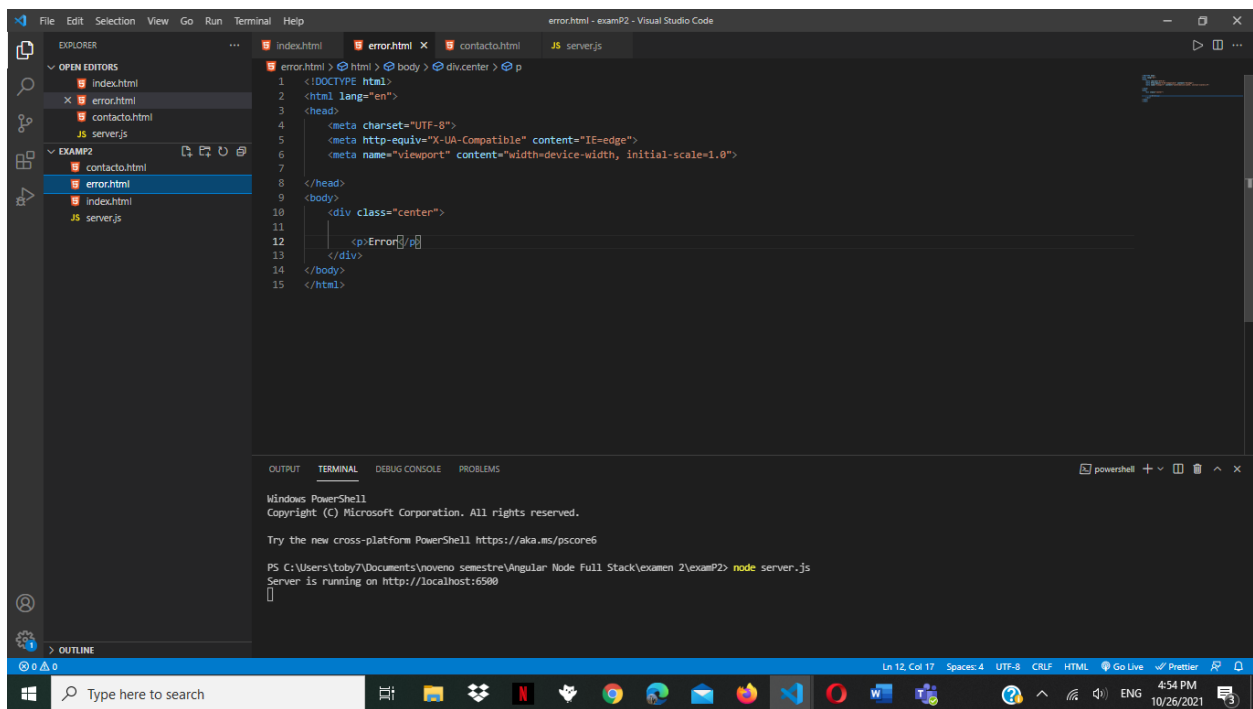 File Edit Selection View Go Run Terminal Help
error.html - examP2 - Visual Studio Code
EXPLORER
OPEN EDITORS
index.html
error.html
contacto.html
JS server.js
EXAMP2
contacto.html
error.html
index.html
JS server.js
OUTLINE
index.html error.html contacto.html JS server.js
error.html > html > body > div.center > p
1 <!DOCTYPE html>
2 <html lang="en">
3 <head>
4 <meta charset="UTF-8">
5 <meta http-equiv="X-UA-Compatible" content="IE=edge">
6 <meta name="viewport" content="width=device-width, initial-scale=1.0">
7
8 </head>
9 <body>
10 <div class="center">
11
12 <p>Error</p>
13 </div>
14 </body>
15 </html>
OUTPUT TERMINAL DEBUG CONSOLE PROBLEMS
powershell
Windows PowerShell
Copyright (C) Microsoft Corporation. All rights reserved.
Try the new cross-platform PowerShell https://aka.ms/pscore6
PS C:\Users\toby7\Documents\noveno semestre\Angular Node Full Stack\examen 2\examP2> node server.js
Server is running on http://localhost:6500
1
0 0
Ln 12, Col 17 Spaces: 4 UTF-8 CRLF HTML Go Live Prettier
Type here to search
N
W
ENG
4:54 PM
10/26/2021
3